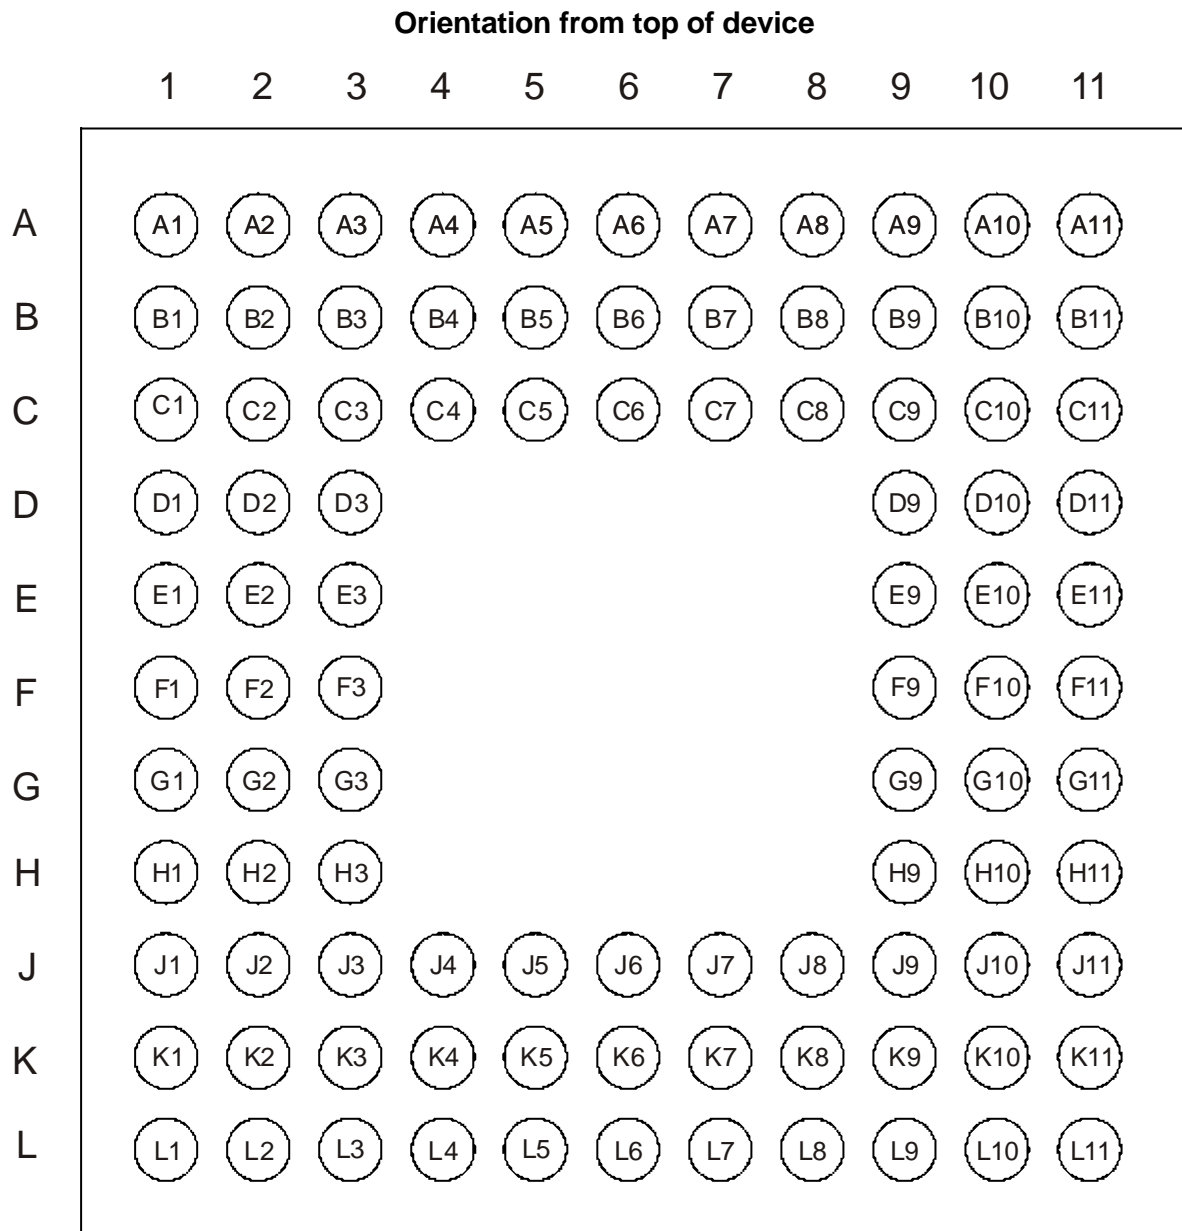 Orientation from top of device
1 2 3 4 5 6 7 8 9 10 11
A A1 A2 A3 A4 A5 A6 A7 A8 A9 A10 A11
B B1 B2 B3 B4 B5 B6 B7 B8 B9 B10 B11
C C1 C2 C3 C4 C5 C6 C7 C8 C9 C10 C11
D D1 D2 D3 D9 D10 D11
E E1 E2 E3 E9 E10 E11
F F1 F2 F3 F9 F10 F11
G G1 G2 G3 G9 G10 G11
H H1 H2 H3 H9 H10 H11
J J1 J2 J3 J4 J5 J6 J7 J8 J9 J10 J11
K K1 K2 K3 K4 K5 K6 K7 K8 K9 K10 K11
L L1 L2 L3 L4 L5 L6 L7 L8 L9 L10 L11